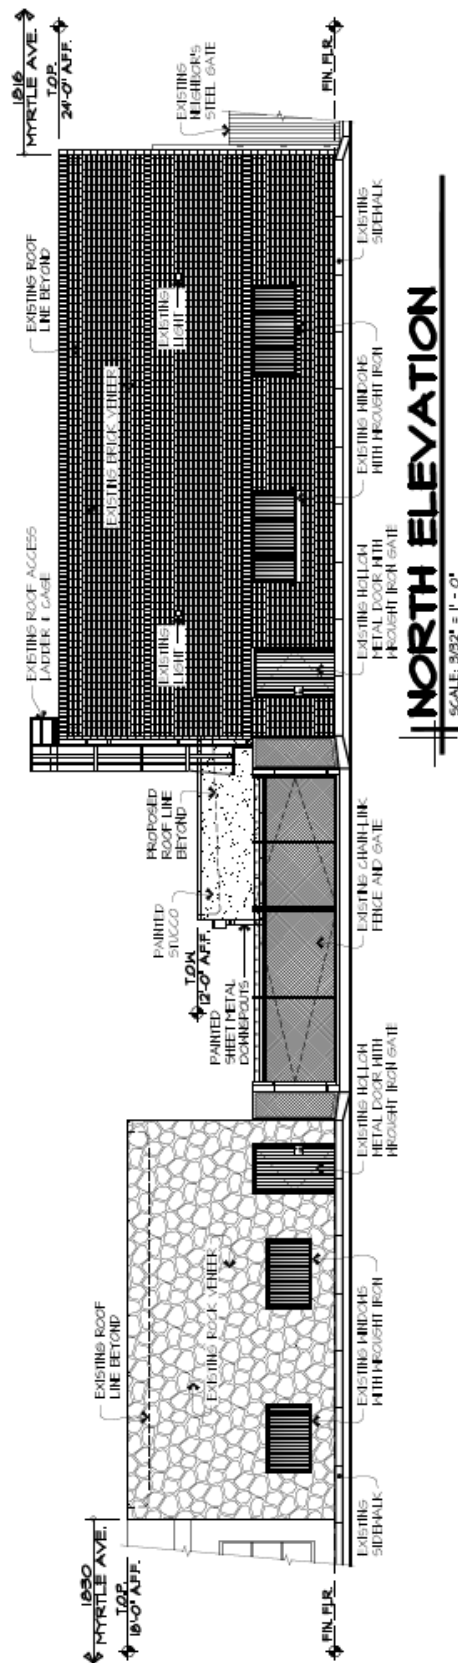 1830
MYRTLE AVE.
T.O.P.
18'-0" A.F.F.
FIN. FLR.
EXISTING ROOF
LINE BEYOND
EXISTING ROCK VENEER
EXISTING
SIDEWALK
EXISTING WINDOWS
WITH WROUGHT IRON
EXISTING HOLLOW
METAL DOOR WITH
WROUGHT IRON GATE
PAINTED
SHEET METAL
DOWNSPOUTS
T.O.W.
12'-0" A.F.F.
PAINTED
STUCCO
PROPOSED
ROOF LINE
BEYOND
EXISTING CHAIN-LINK
FENCE AND GATE
EXISTING ROOF ACCESS
LADDER & CAGE
EXISTING
LIGHT
EXISTING BRICK VENEER
EXISTING
LIGHT
EXISTING ROOF
LINE BEYOND
EXISTING HOLLOW
METAL DOOR WITH
WROUGHT IRON GATE
EXISTING WINDOWS
WITH WROUGHT IRON
EXISTING
SIDEWALK
EXISTING
NEIGHBOR'S
STEEL GATE
1816
MYRTLE AVE.
T.O.P.
24'-0" A.F.F.
FIN. FLR.
NORTH ELEVATION
SCALE: 3/32" = 1' - 0"